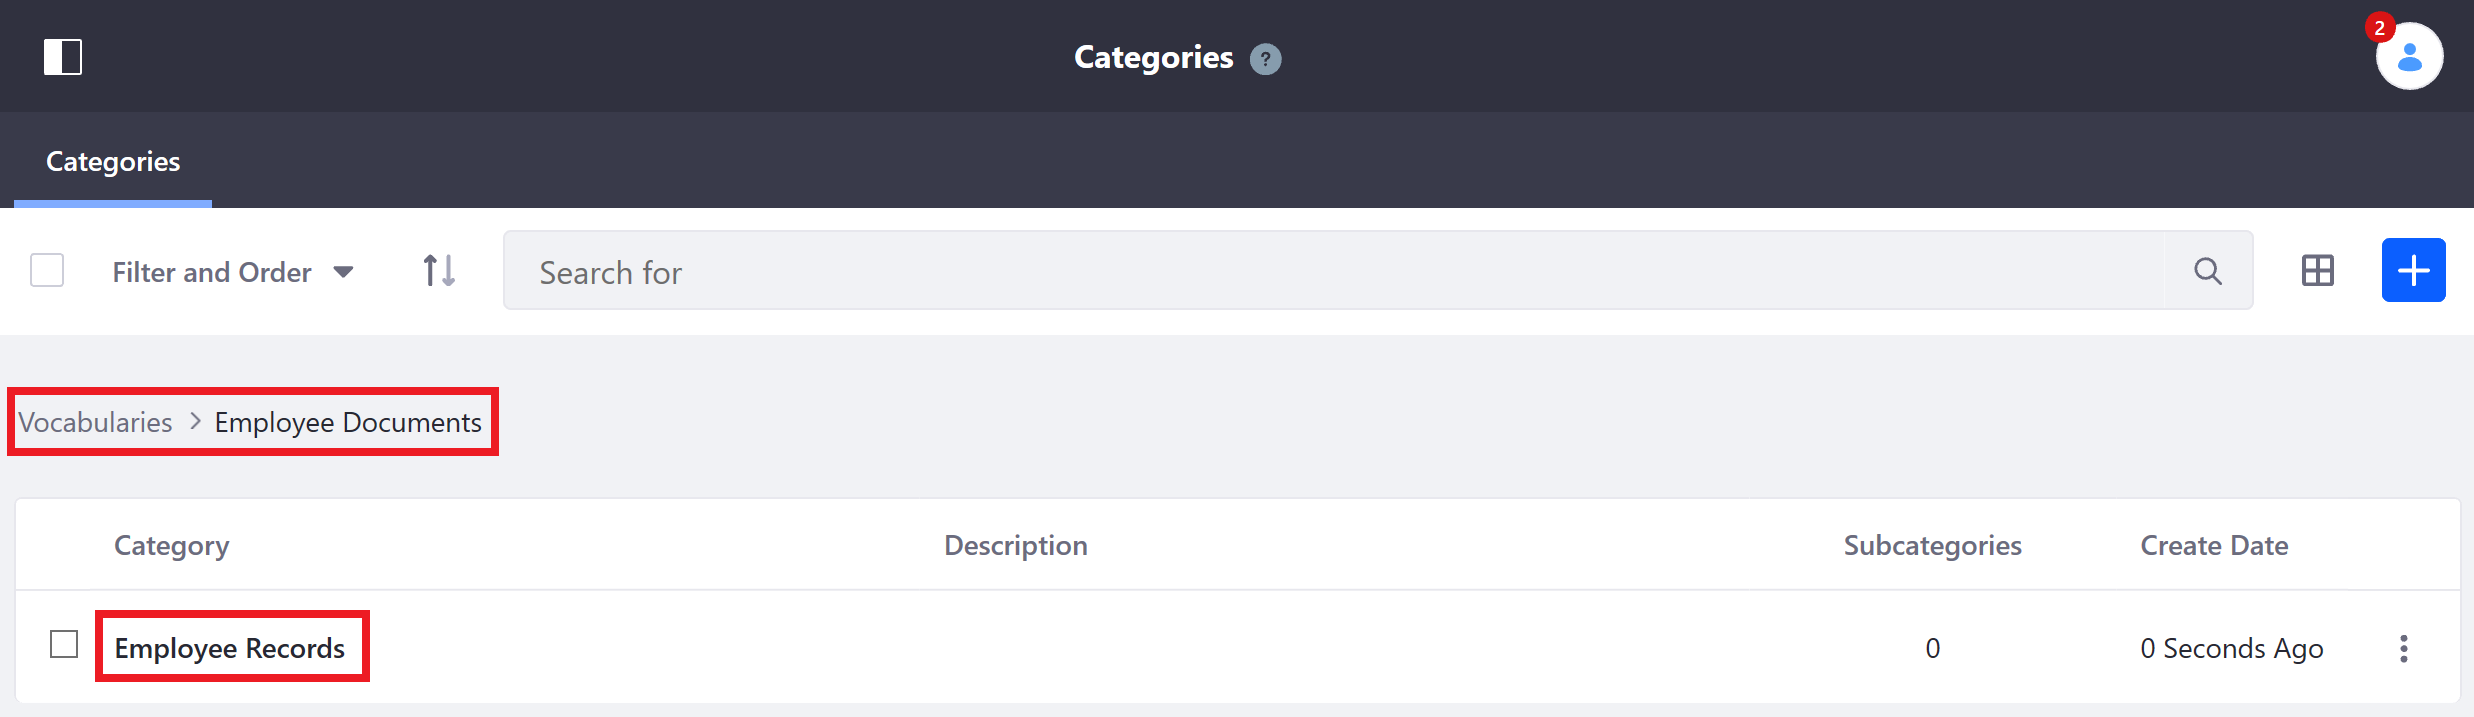 Categories ?
2
Categories
Filter and Order
Search for
Vocabularies > Employee Documents
Category Description Subcategories Create Date
Employee Records 0 0 Seconds Ago